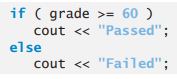 if ( grade >= 60 )
   cout << "Passed";
else
   cout << "Failed";